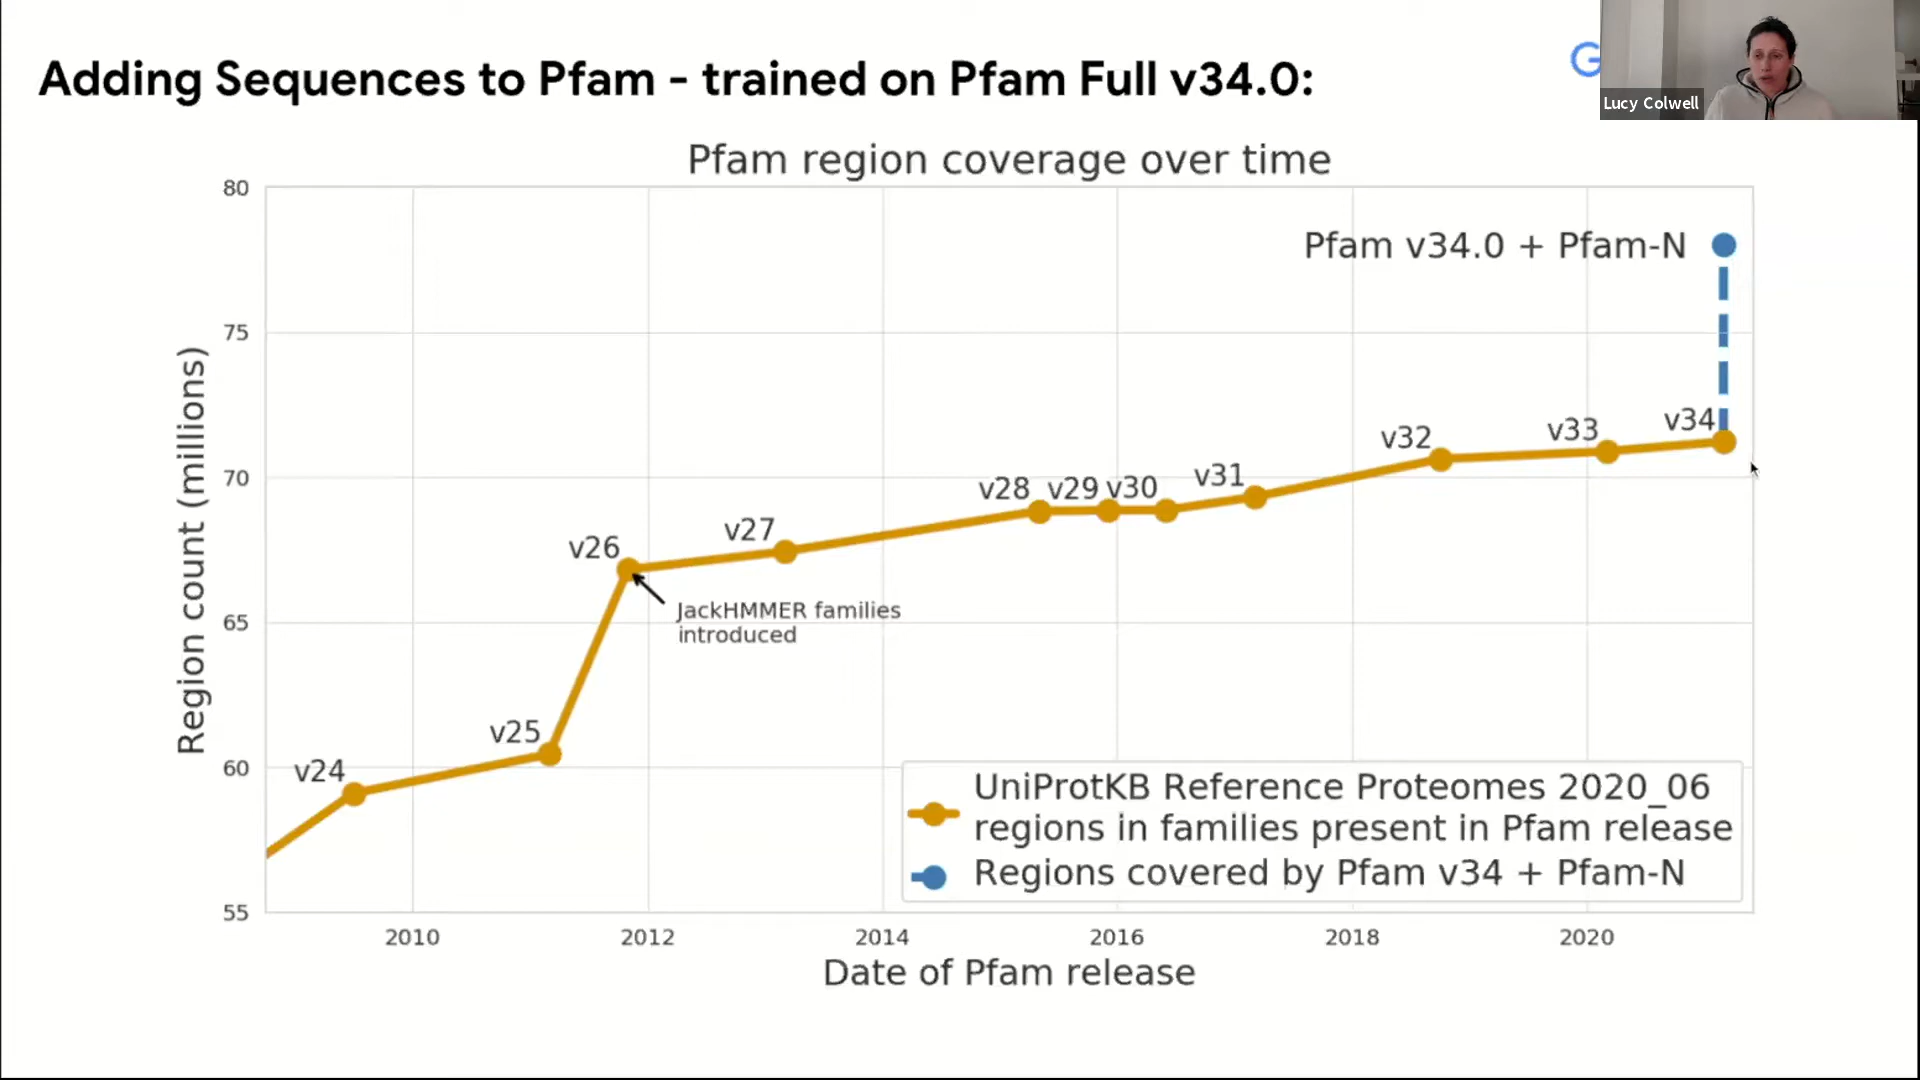 Adding Sequences to Pfam - trained on Pfam Full v34.0:
G
Lucy Colwell
Pfam region coverage over time
80
75
70
65
60
55
Region count (millions)
Pfam v34.0 + Pfam-N
v24
v25
v26
v27
v28
v29
v30
v31
v32
v33
v34
JackHMMER families
introduced
UniProtKB Reference Proteomes 2020_06
regions in families present in Pfam release
Regions covered by Pfam v34 + Pfam-N
2010
2012
2014
2016
2018
2020
Date of Pfam release